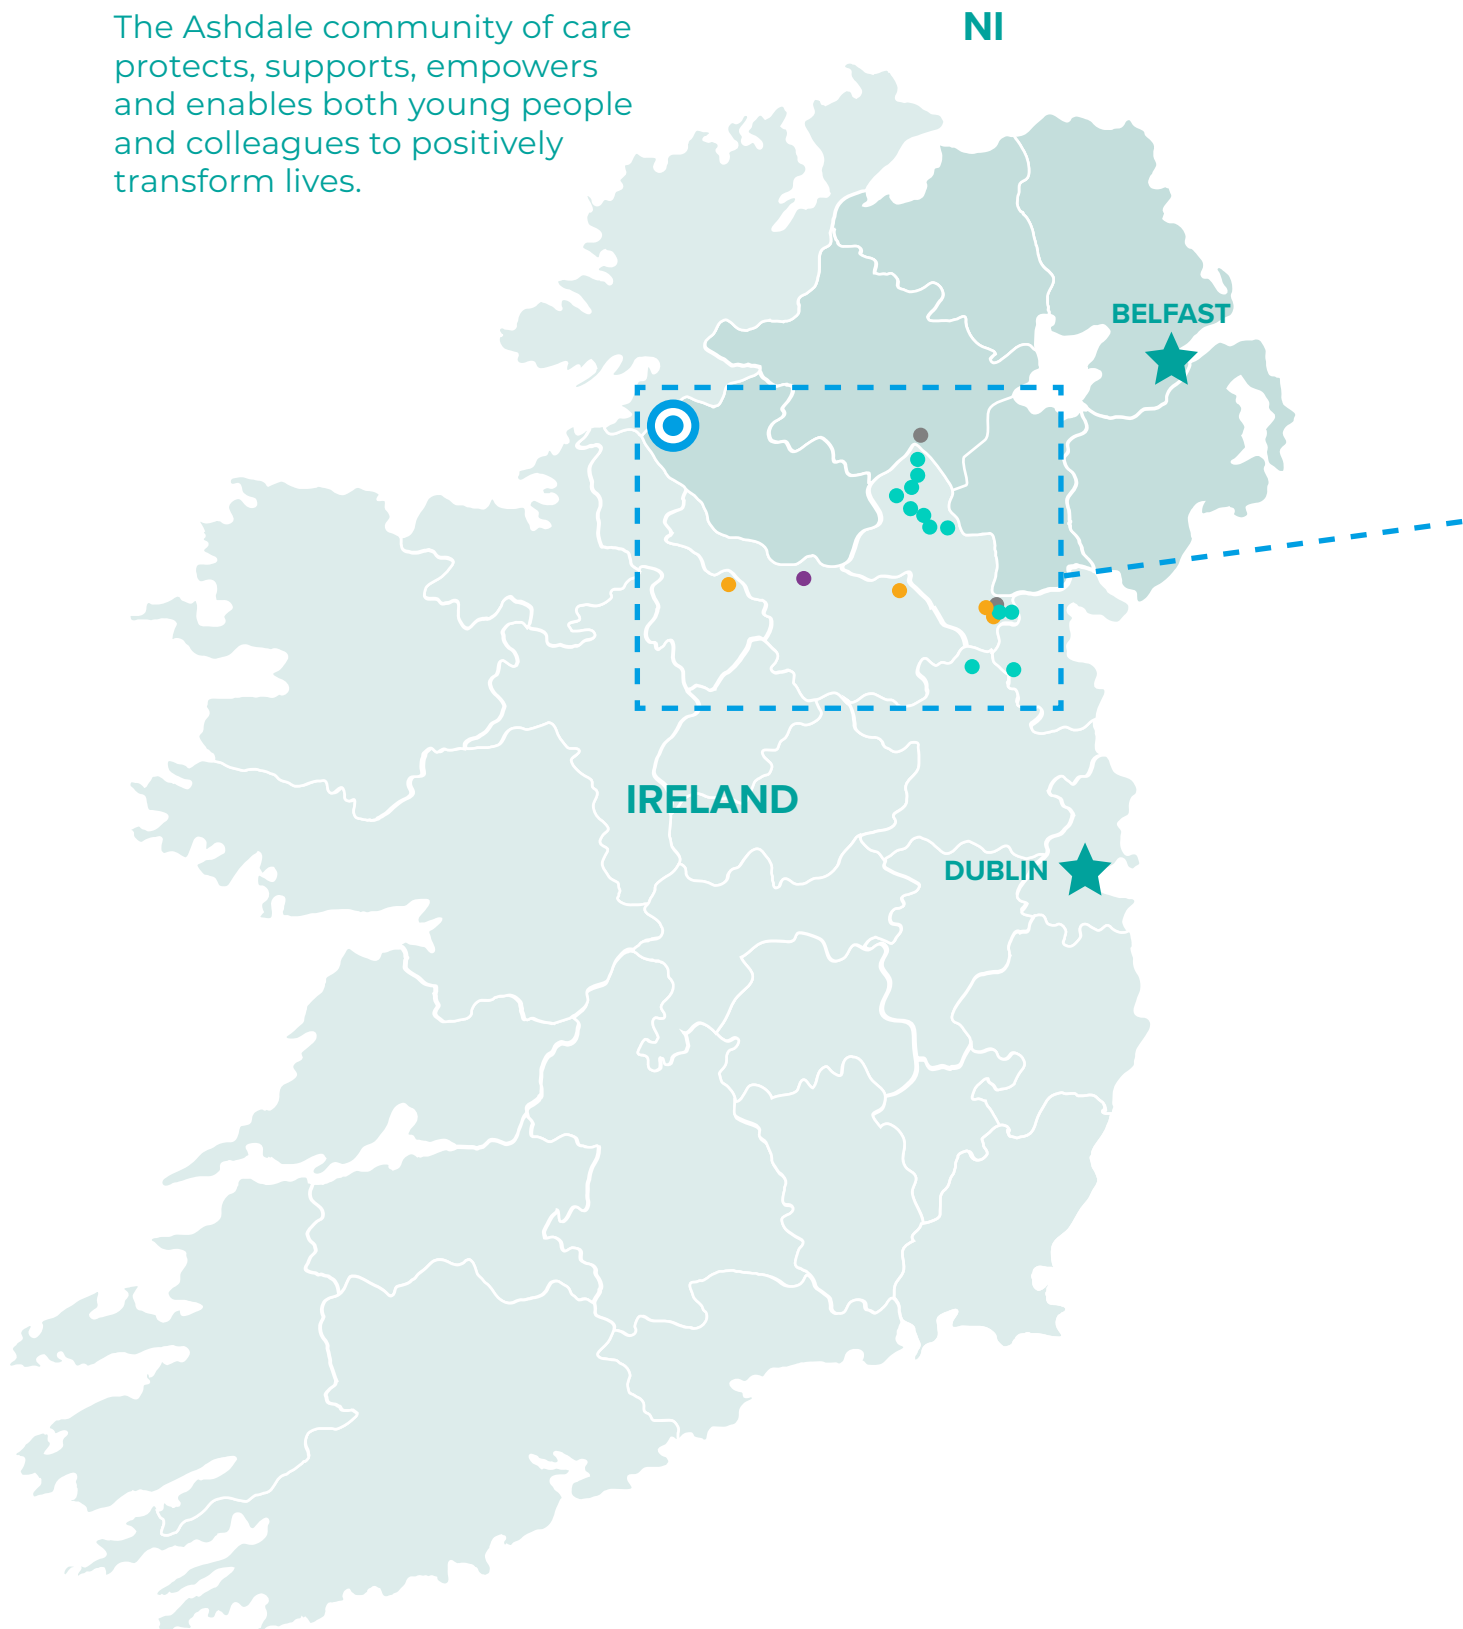 The Ashdale community of care
protects, supports, empowers
and enables both young people
and colleagues to positively
transform lives.
NI
BELFAST
IRELAND
DUBLIN